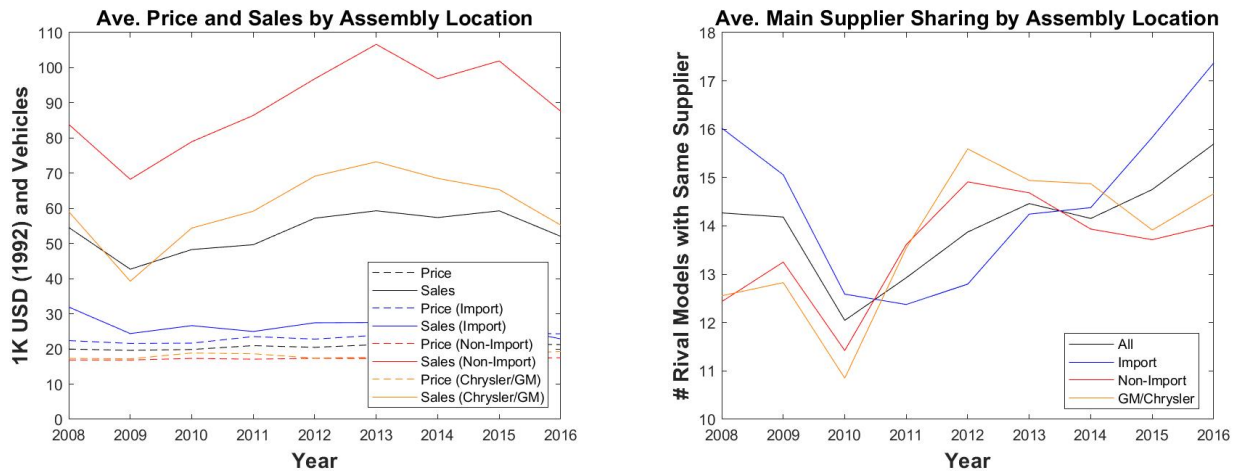 Ave. Price and Sales by Assembly Location
1K USD (1992) and Vehicles
110
100
90
80
70
60
50
40
30
20
10
0
Price
Sales
Price (Import)
Sales (Import)
Price (Non-Import)
Sales (Non-Import)
Price (Chrysler/GM)
Sales (Chrysler/GM)
2008 2009 2010 2011 2012 2013 2014 2015 2016
Year
Ave. Main Supplier Sharing by Assembly Location
# Rival Models with Same Supplier
18
17
16
15
14
13
12
11
10
All
Import
Non-Import
GM/Chrysler
2008 2009 2010 2011 2012 2013 2014 2015 2016
Year